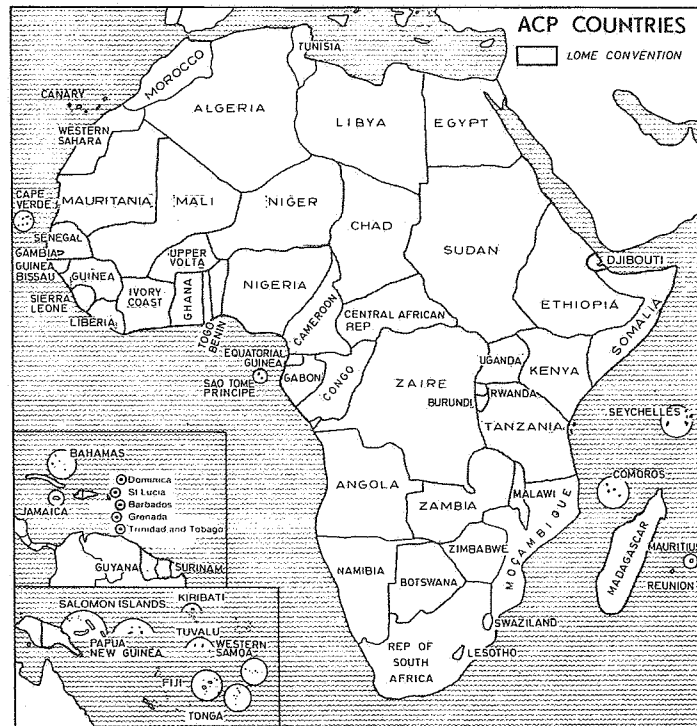 ACP COUNTRIES
LOME CONVENTION
TUNISIA
MOROCCO
CANARY
ALGERIA
LIBYA
EGYPT
WESTERN
SAHARA
CAPE
VERDE
MAURITANIA
MALI
NIGER
CHAD
SUDAN
SENEGAL
GAMBIA
GUINEA
BISSAU
GUINEA
UPPER
VOLTA
NIGERIA
DJIBOUTI
SIERRA
LEONE
IVORY
COAST
GHANA
ETHIOPIA
LIBERIA
TOGO
BENIN
CAMEROON
CENTRAL AFRICAN
REP
SOMALIA
EQUATORIAL
GUINEA
SAO TOME
PRINCIPE
GABON
CONGO
ZAIRE
UGANDA
KENYA
RWANDA
BURUNDI
TANZANIA
SEYCHELLES
COMOROS
ANGOLA
ZAMBIA
MALAWI
MOÇAMBIQUE
MADAGASCAR
MAURITIUS
REUNION
ZIMBABWE
NAMIBIA
BOTSWANA
SWAZILAND
LESOTHO
REP OF
SOUTH
AFRICA
BAHAMAS
Dominica
St Lucia
Barbados
Grenada
Trinidad and Tobago
JAMAICA
GUYANA
SURINAM
KIRIBATI
SALOMON ISLANDS
PAPUA
NEW GUINEA
TUVALU
WESTERN
SAMOA
FIJI
TONGA